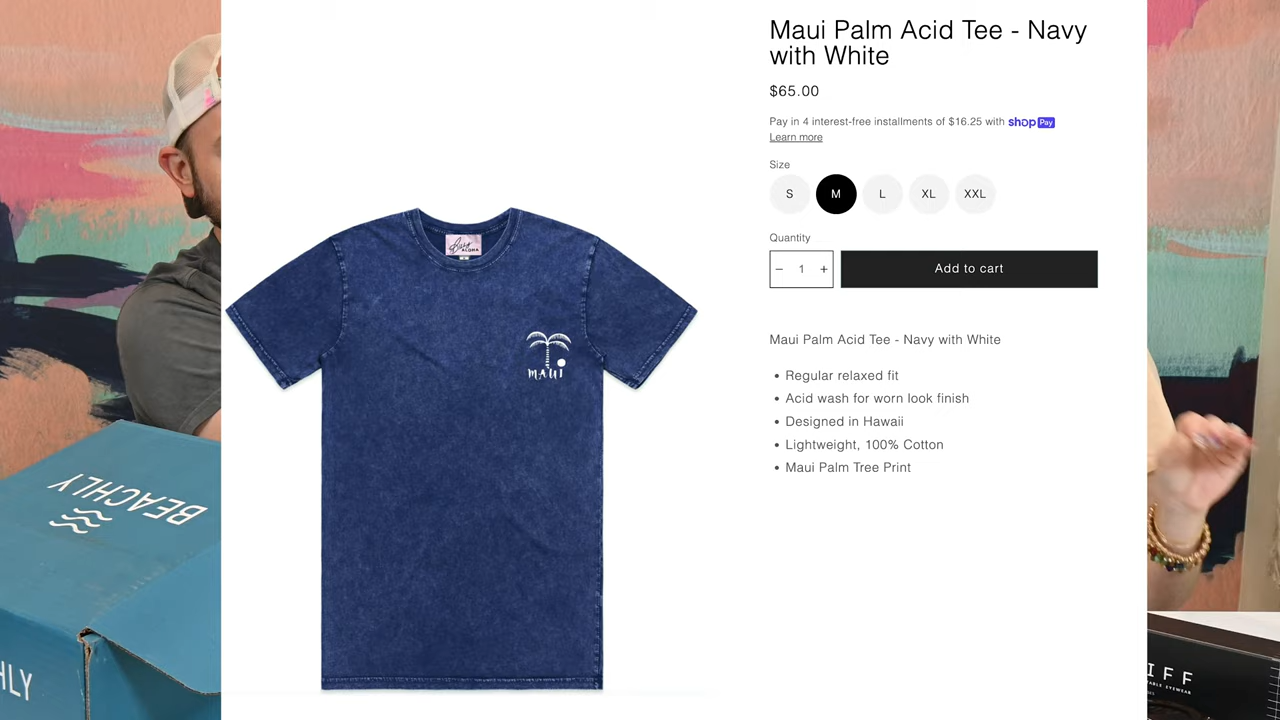 Maui Palm Acid Tee - Navy
with White
$65.00
Pay in 4 interest-free installments of $16.25 with shop Pay
Learn more
Size
S M L XL XXL
Quantity
− 1 + Add to cart
Maui Palm Acid Tee - Navy with White
Regular relaxed fit
Acid wash for worn look finish
Designed in Hawaii
Lightweight, 100% Cotton
Maui Palm Tree Print
ALOHA
MAUI
BEACHLY
HLY
IFF